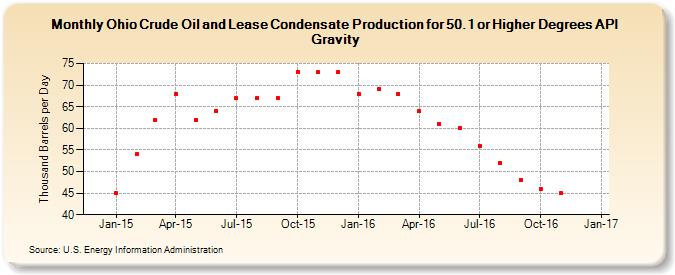 Monthly Ohio Crude Oil and Lease Condensate Production for 50.1 or Higher Degrees API
Gravity
Thousand Barrels per Day
75
70
65
60
55
50
45
40
Jan-15 Apr-15 Jul-15 Oct-15 Jan-16 Apr-16 Jul-16 Oct-16 Jan-17
Source: U.S. Energy Information Administration